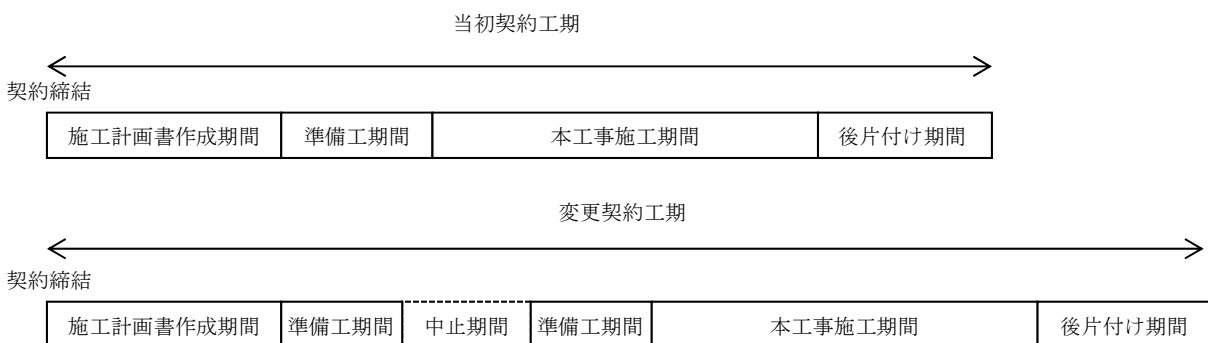 当初契約工期
契約締結
施工計画書作成期間 準備工期間 本工事施工期間 後片付け期間
変更契約工期
契約締結
施工計画書作成期間 準備工期間 中止期間 準備工期間 本工事施工期間 後片付け期間